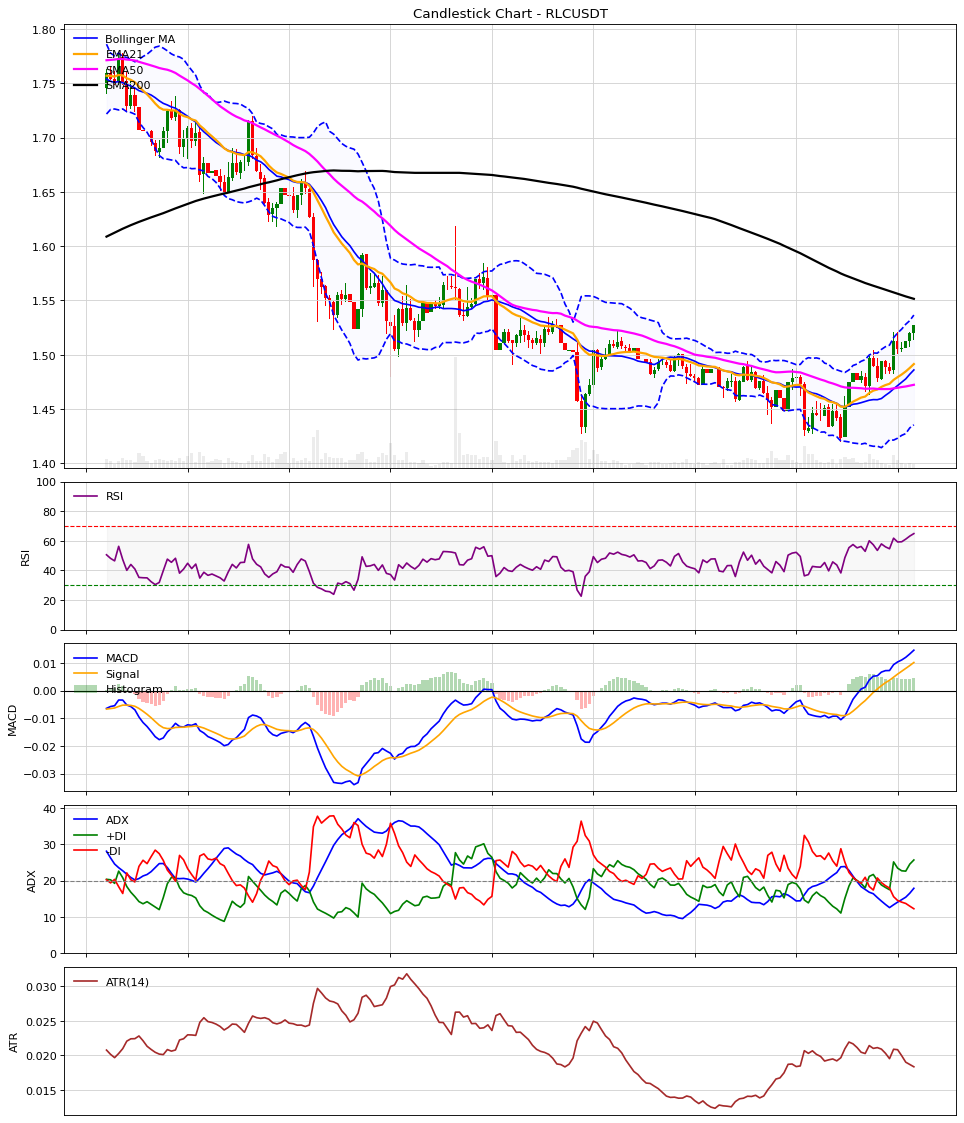 Candlestick Chart - RLCUSDT
1.80
1.75
1.70
1.65
1.60
1.55
1.50
1.45
1.40
Bollinger MA
EMA21
SMA50
SMA200
100
80
60
40
20
0
RSI
RSI
0.01
0.00
−0.01
−0.02
−0.03
MACD
MACD
Signal
Histogram
40
30
20
10
0
ADX
ADX
+DI
-DI
0.030
0.025
0.020
0.015
ATR
ATR(14)